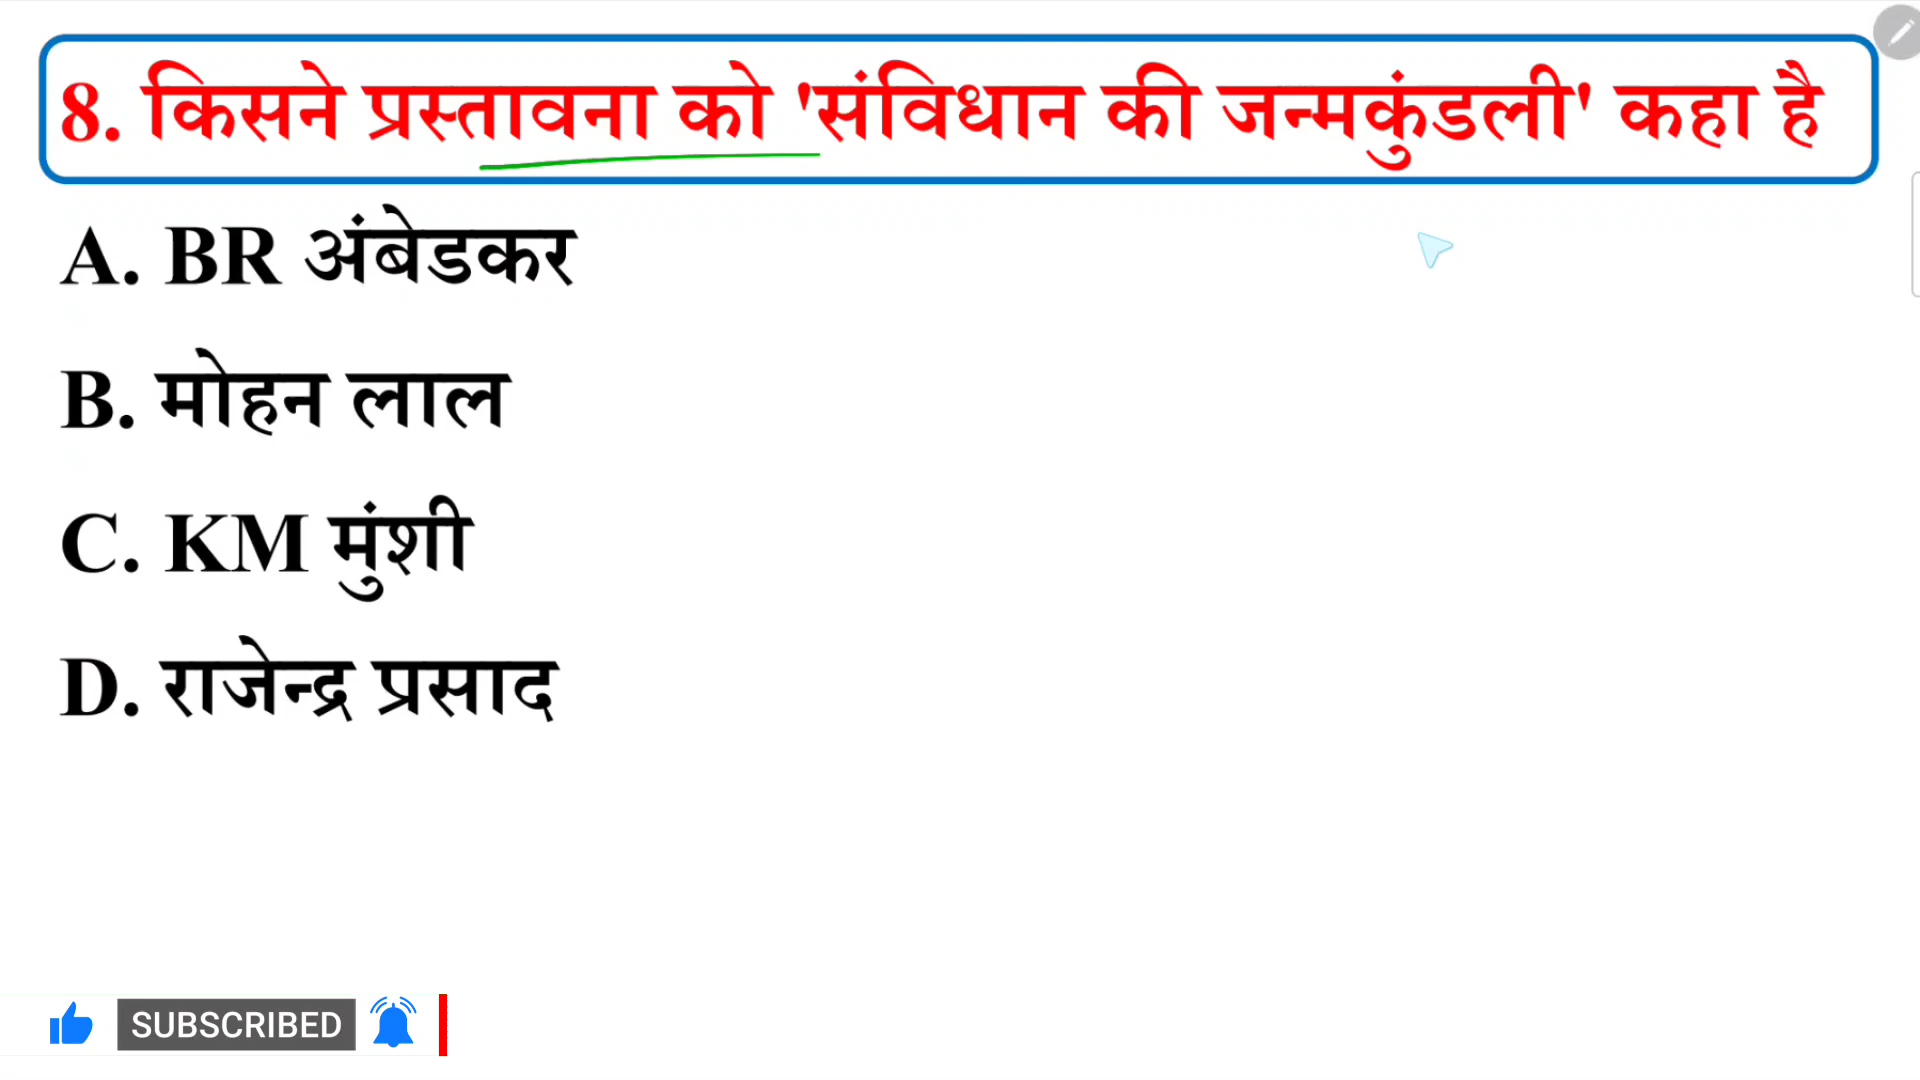 8. किसने प्रस्तावना को 'संविधान की जन्मकुंडली' कहा है
A. BR अंबेडकर
B. मोहन लाल
C. KM मुंशी
D. राजेन्द्र प्रसाद
SUBSCRIBED